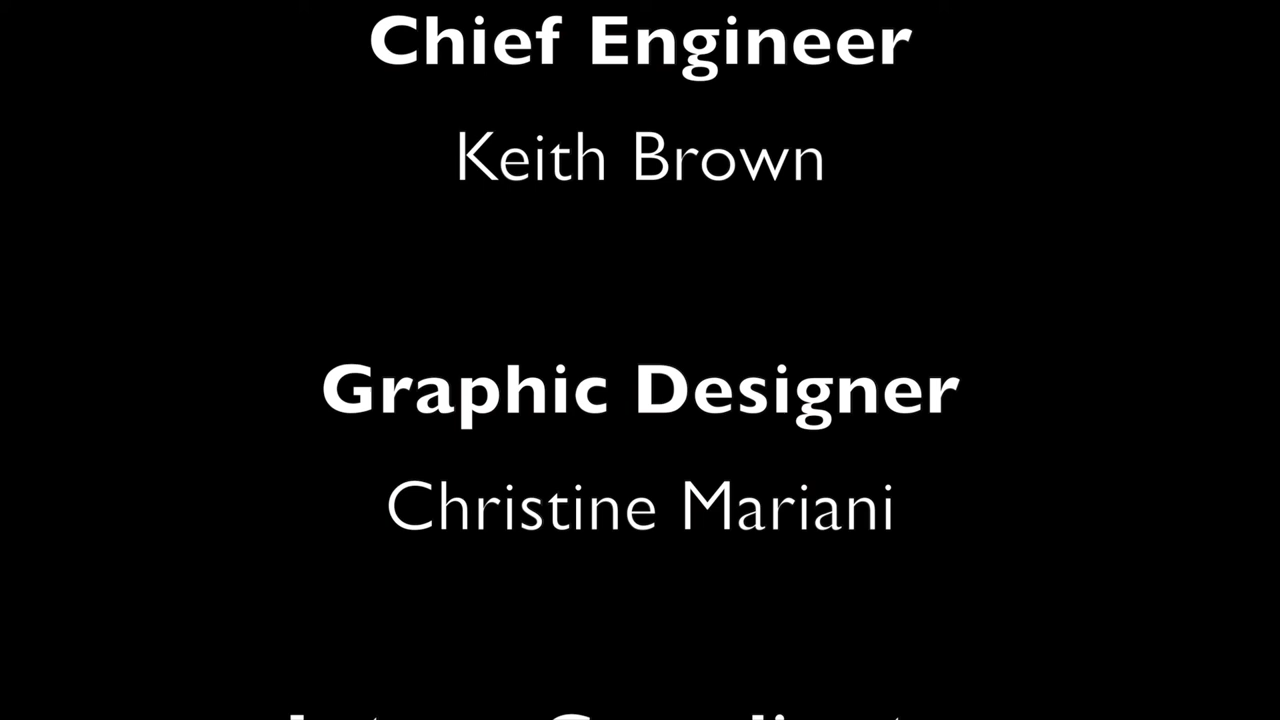 Chief Engineer
Keith Brown
Graphic Designer
Christine Mariani